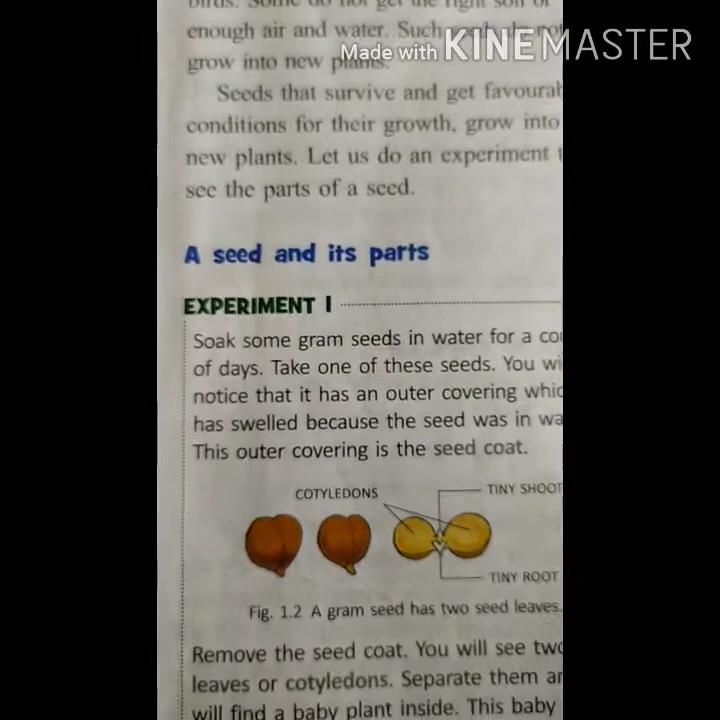 birds. Some do not get the right soil or
enough air and water. Such
Made with KINEMASTER
grow into new plants.
Seeds that survive and get favourab
conditions for their growth, grow into
new plants. Let us do an experiment t
see the parts of a seed.
A seed and its parts
EXPERIMENT I
Soak some gram seeds in water for a cou
of days. Take one of these seeds. You wi
notice that it has an outer covering whic
has swelled because the seed was in wa
This outer covering is the seed coat.
COTYLEDONS
TINY SHOOT
TINY ROOT
Fig. 1.2 A gram seed has two seed leaves.
Remove the seed coat. You will see two
leaves or cotyledons. Separate them an
will find a baby plant inside. This baby